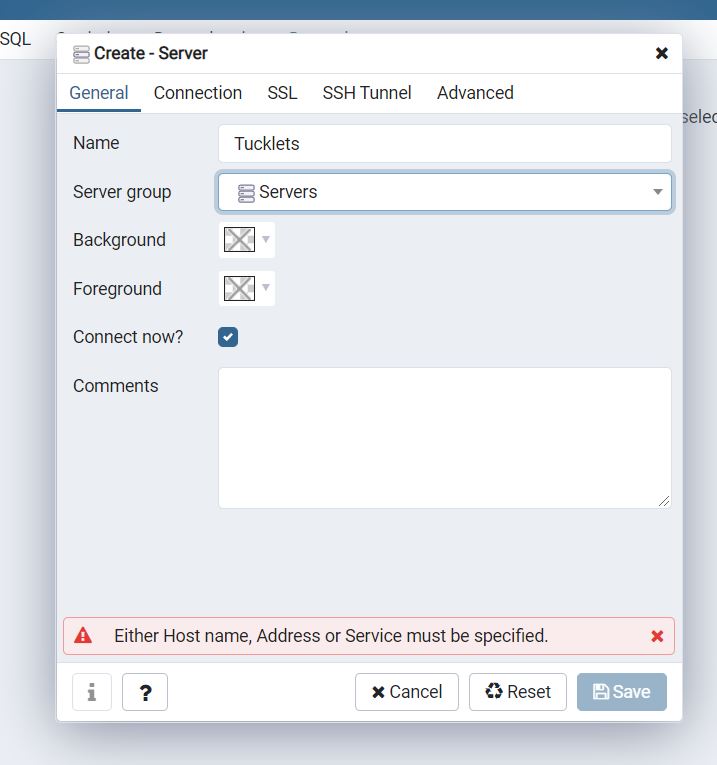 SQL
Create - Server
General Connection SSL SSH Tunnel Advanced
selec
Name Tucklets
Server group Servers
Background
Foreground
Connect now?
Comments
Either Host name, Address or Service must be specified.
i ? Cancel Reset Save